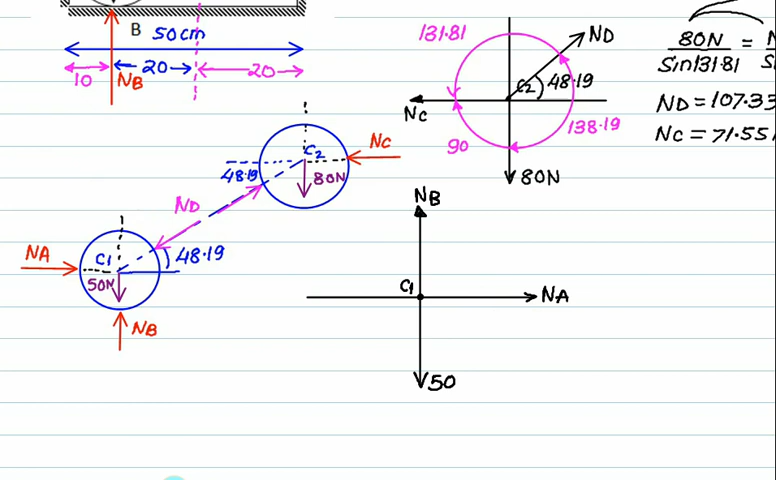 B 50cm
10 NB 20 20
131.81 ND
C2 48.19
NC
90 138.19
80N
80N = N
Sin131.81 Si
ND=107.33
NC=71.55
C2 NC
48.19 80N
ND
NA C1 48.19
50N
NB
NB
C1 NA
50